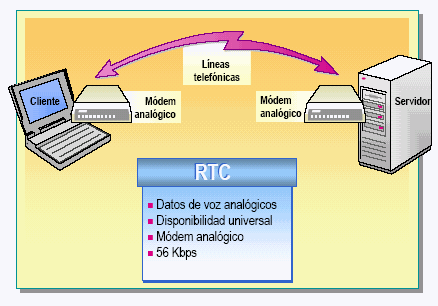 Líneas
telefónicas
Cliente
Módem
analógico
Módem
analógico
Servidor
RTC
Datos de voz analógicos
Disponibilidad universal
Módem analógico
56 Kbps